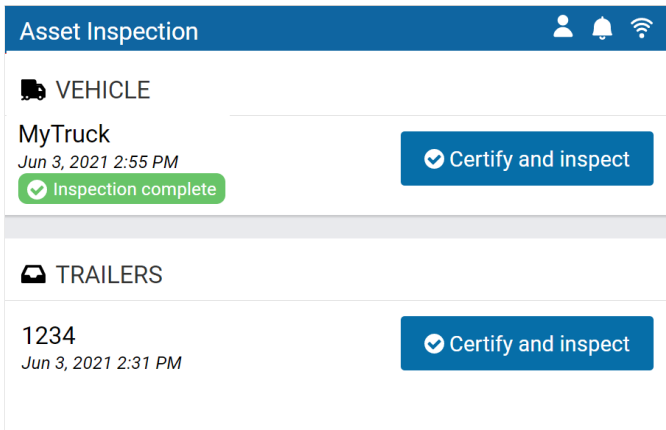 Asset Inspection
VEHICLE
MyTruck
Jun 3, 2021 2:55 PM
Inspection complete
Certify and inspect
TRAILERS
1234
Jun 3, 2021 2:31 PM
Certify and inspect